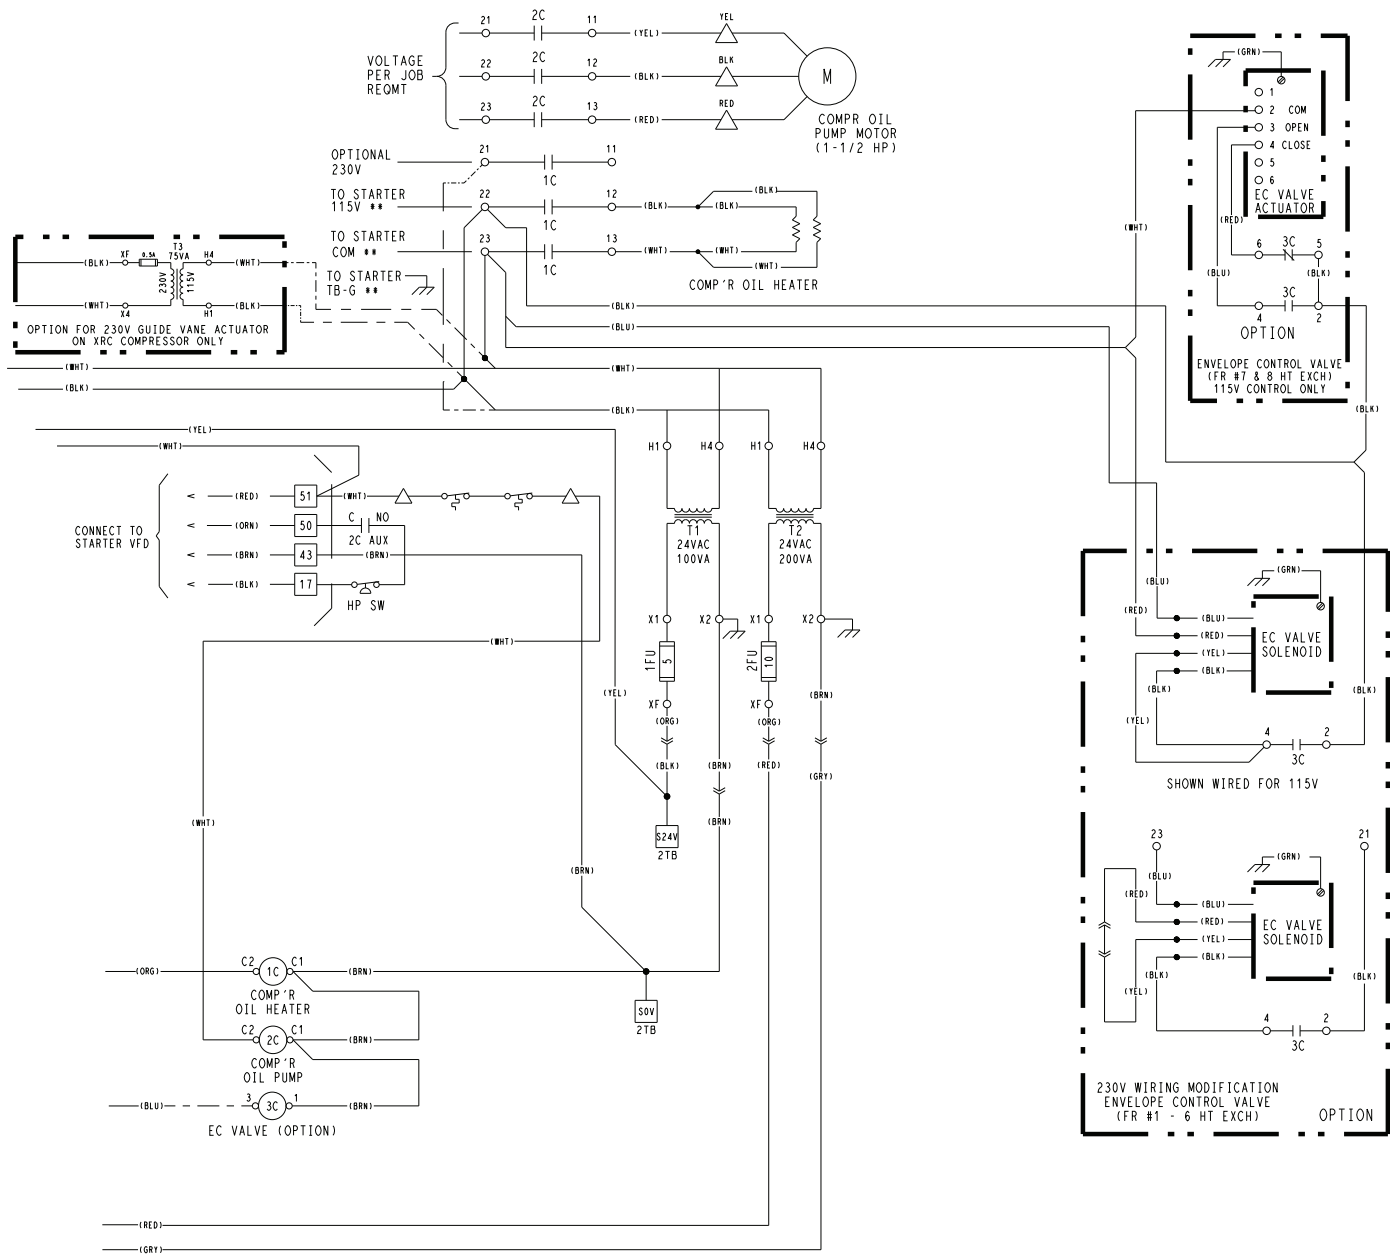 21
2C
11
(YEL)
YEL
VOLTAGE
PER JOB
REQMT
22
2C
12
(BLK)
BLK
M
23
2C
13
(RED)
RED
COMPR OIL
PUMP MOTOR
(1-1/2 HP)
OPTIONAL
230V
21
11
1C
TO STARTER
115V **
22
12
1C
(BLK)
(BLK)
(BLK)
TO STARTER
COM **
23
13
1C
(WHT)
(WHT)
(WHT)
TO STARTER
TB-G **
COMP'R OIL HEATER
(BLK)
XF
0.5A
T3
75VA
H4
(WHT)
230V
115V
(WHT)
X4
H1
(BLK)
OPTION FOR 230V GUIDE VANE ACTUATOR
ON XRC COMPRESSOR ONLY
(BLK)
(BLU)
(WHT)
(WHT)
(BLK)
(BLK)
(YEL)
(WHT)
(GRN)
1
2 COM
3 OPEN
4 CLOSE
5
6
EC VALVE
ACTUATOR
(RED)
(WHT)
6
3C
5
(BLU)
(BLK)
3C
4
2
OPTION
ENVELOPE CONTROL VALVE
(FR #7 & 8 HT EXCH)
115V CONTROL ONLY
(BLK)
H1
H4
H1
H4
CONNECT TO
STARTER VFD
(RED)
51
(WHT)
(ORN)
50
C
NO
2C AUX
(BRN)
43
(BRN)
(BLK)
17
HP SW
T1
24VAC
100VA
T2
24VAC
200VA
X1
X2
X1
X2
1FU
5
2FU
10
(WHT)
(YEL)
(BRN)
XF
(ORG)
XF
(ORG)
(BLK)
(BRN)
(RED)
(GRY)
(BRN)
(WHT)
S24V
2TB
(BRN)
(BLU)
(GRN)
(RED)
(BLU)
(RED)
(YEL)
(BLK)
EC VALVE
SOLENOID
(BLK)
(BLK)
(YEL)
4
2
3C
SHOWN WIRED FOR 115V
23
21
(GRN)
(BLU)
(RED)
(BLU)
(RED)
(YEL)
(BLK)
EC VALVE
SOLENOID
(BLK)
(BLK)
(YEL)
4
2
3C
230V WIRING MODIFICATION
ENVELOPE CONTROL VALVE
(FR #1 - 6 HT EXCH)
OPTION
(ORG)
C2
1C
C1
(BRN)
COMP'R
OIL HEATER
S0V
2TB
C2
2C
C1
(BRN)
COMP'R
OIL PUMP
(BLU)
3
3C
1
(BRN)
EC VALVE (OPTION)
(RED)
(GRY)